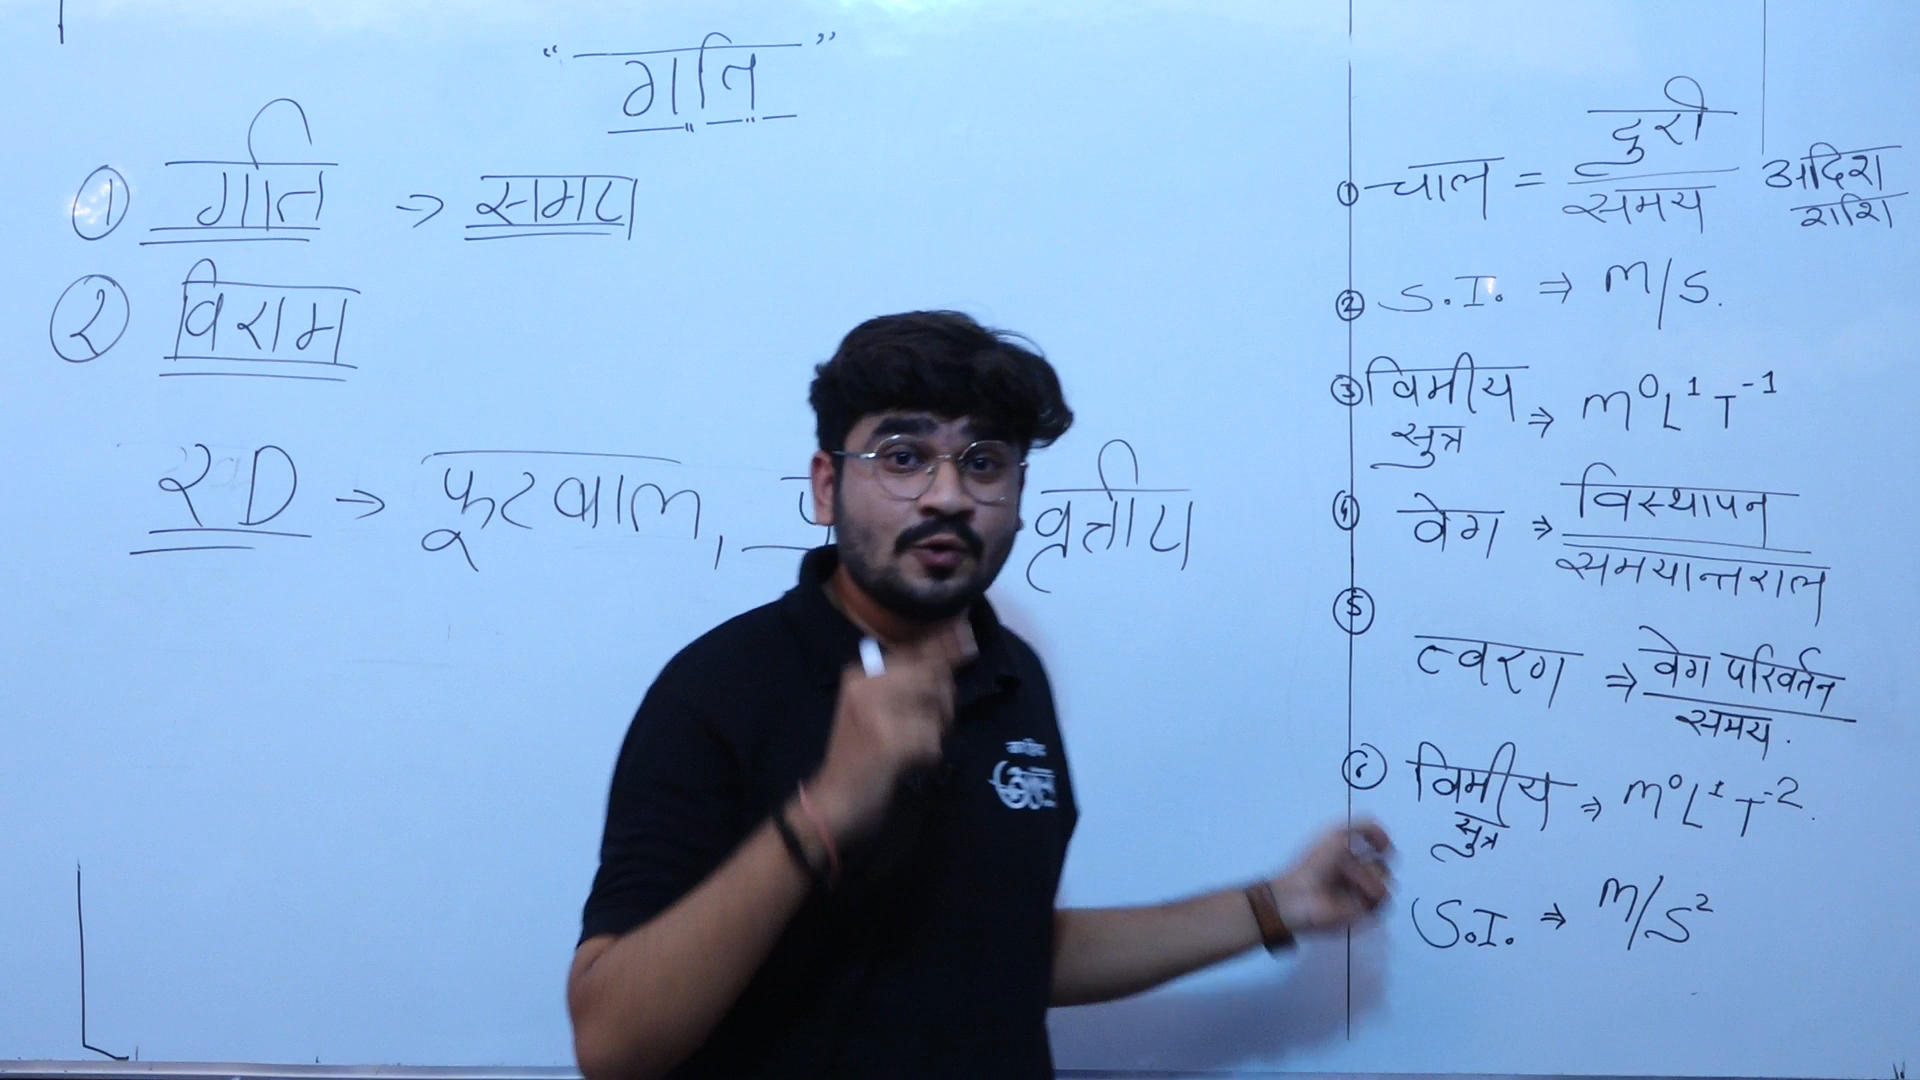 “गति”
① गति → समय
② विराम
2D → फूटबाल, वृत्तीय
① चाल = दुरी / समय अदिश राशि
② S.I. ⇒ m/s.
③ विमीय सुत्र ⇒ m⁰L¹T⁻¹
④ वेग ⇒ विस्थापन / समयान्तराल
⑤ त्वरण ⇒ वेग परिवर्तन / समय.
⑥ विमीय सुत्र ⇒ m⁰L¹T⁻².
S.I. ⇒ m/s²